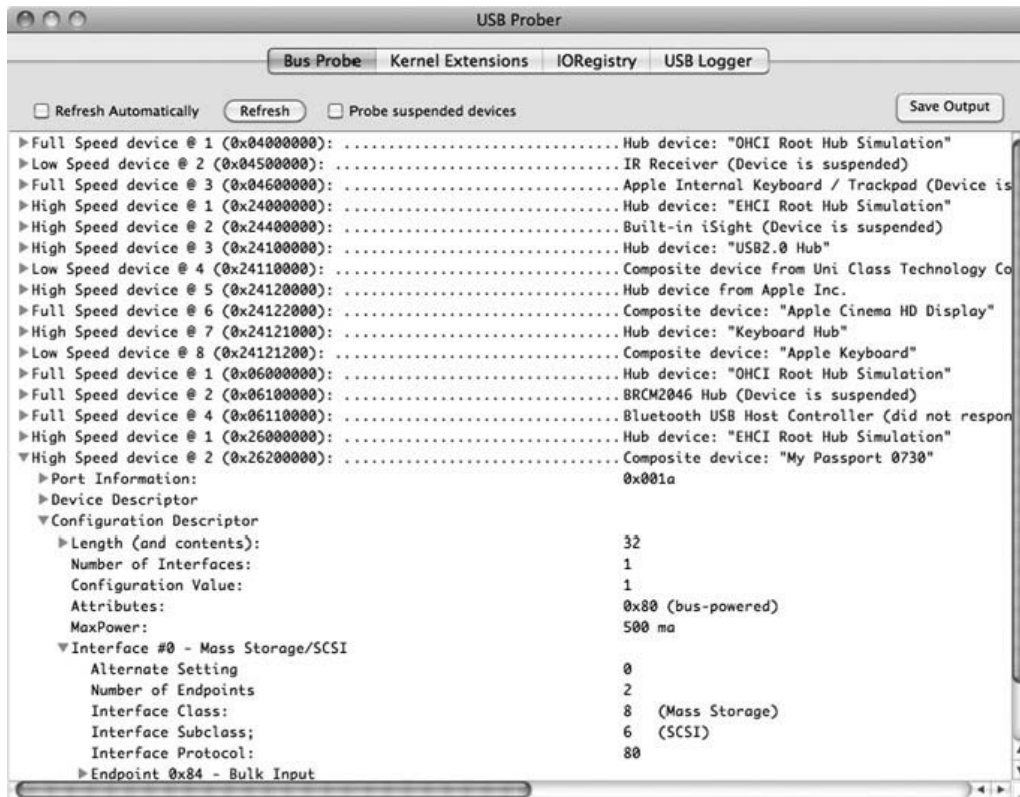 USB Prober
Bus Probe Kernel Extensions IORegistry USB Logger
Refresh Automatically Refresh Probe suspended devices Save Output
Full Speed device @ 1 (0x04000000): ........................................ Hub device: "OHCI Root Hub Simulation"
Low Speed device @ 2 (0x04500000): ........................................ IR Receiver (Device is suspended)
Full Speed device @ 3 (0x04600000): ........................................ Apple Internal Keyboard / Trackpad (Device is
High Speed device @ 1 (0x24000000): ........................................ Hub device: "EHCI Root Hub Simulation"
High Speed device @ 2 (0x24400000): ........................................ Built-in iSight (Device is suspended)
High Speed device @ 3 (0x24100000): ........................................ Hub device: "USB2.0 Hub"
Low Speed device @ 4 (0x24110000): ........................................ Composite device from Uni Class Technology Co
High Speed device @ 5 (0x24120000): ........................................ Hub device from Apple Inc.
Full Speed device @ 6 (0x24122000): ........................................ Composite device: "Apple Cinema HD Display"
High Speed device @ 7 (0x24121000): ........................................ Hub device: "Keyboard Hub"
Low Speed device @ 8 (0x24121200): ........................................ Composite device: "Apple Keyboard"
Full Speed device @ 1 (0x06000000): ........................................ Hub device: "OHCI Root Hub Simulation"
Full Speed device @ 2 (0x06100000): ........................................ BRCM2046 Hub (Device is suspended)
Full Speed device @ 4 (0x06110000): ........................................ Bluetooth USB Host Controller (did not respon
High Speed device @ 1 (0x26000000): ........................................ Hub device: "EHCI Root Hub Simulation"
High Speed device @ 2 (0x26200000): ........................................ Composite device: "My Passport 0730"
Port Information: 0x001a
Device Descriptor
Configuration Descriptor
Length (and contents): 32
Number of Interfaces: 1
Configuration Value: 1
Attributes: 0x80 (bus-powered)
MaxPower: 500 ma
Interface #0 - Mass Storage/SCSI
Alternate Setting 0
Number of Endpoints 2
Interface Class: 8 (Mass Storage)
Interface Subclass; 6 (SCSI)
Interface Protocol: 80
Endpoint 0x84 - Bulk Input